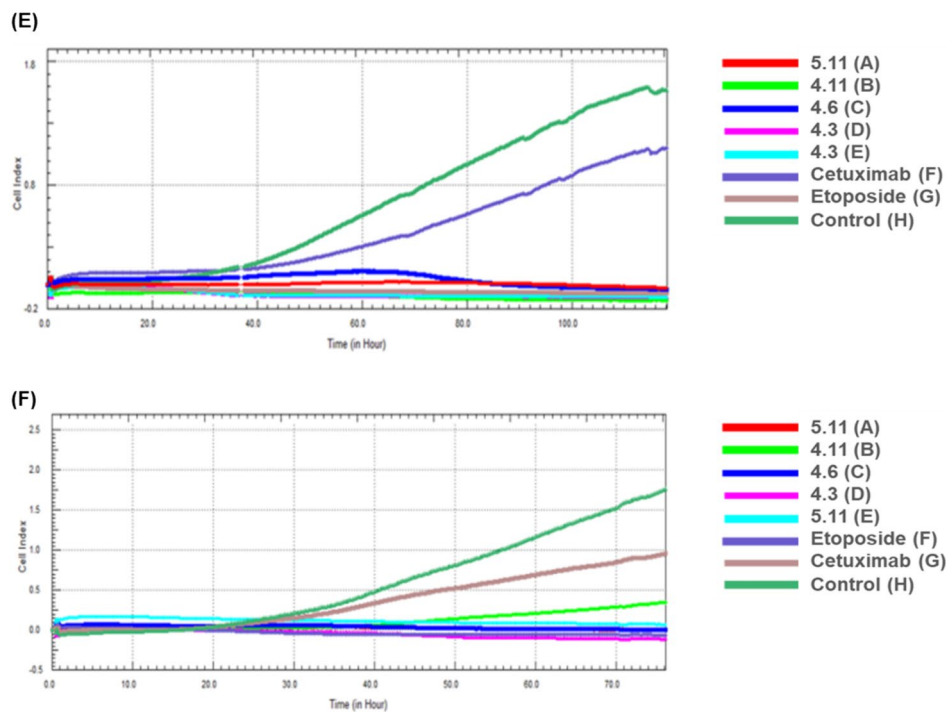 (E)
1.8
0.8
-0.2
Cell Index
0.0 20.0 40.0 60.0 80.0 100.0
Time (in Hour)
5.11 (A)
4.11 (B)
4.6 (C)
4.3 (D)
4.3 (E)
Cetuximab (F)
Etoposide (G)
Control (H)
(F)
2.5
2.0
1.5
1.0
0.5
0.0
-0.5
Cell Index
0.0 10.0 20.0 30.0 40.0 50.0 60.0 70.0
Time (in Hour)
5.11 (A)
4.11 (B)
4.6 (C)
4.3 (D)
5.11 (E)
Etoposide (F)
Cetuximab (G)
Control (H)